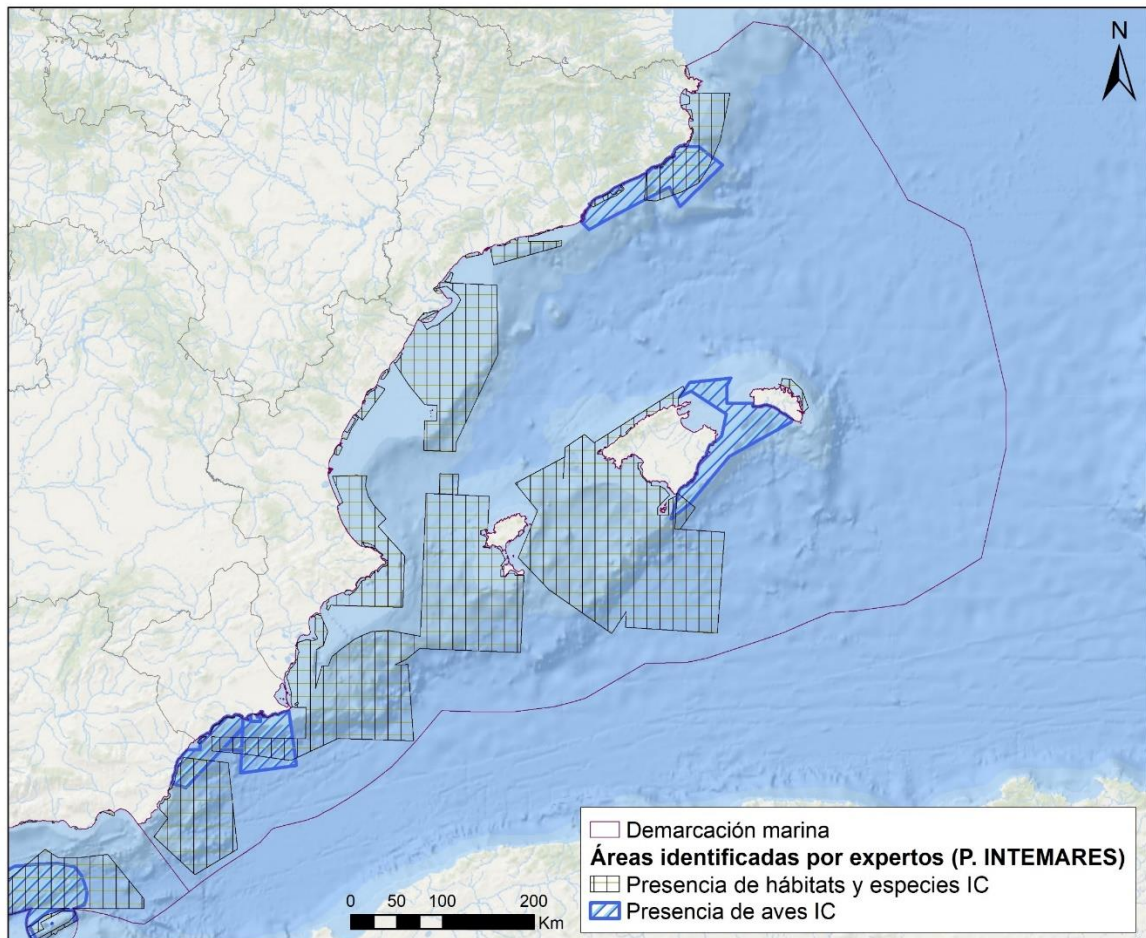 N
Demarcación marina
Áreas identificadas por expertos (P. INTEMARES)
Presencia de hábitats y especies IC
Presencia de aves IC
0 50 100 200
Km